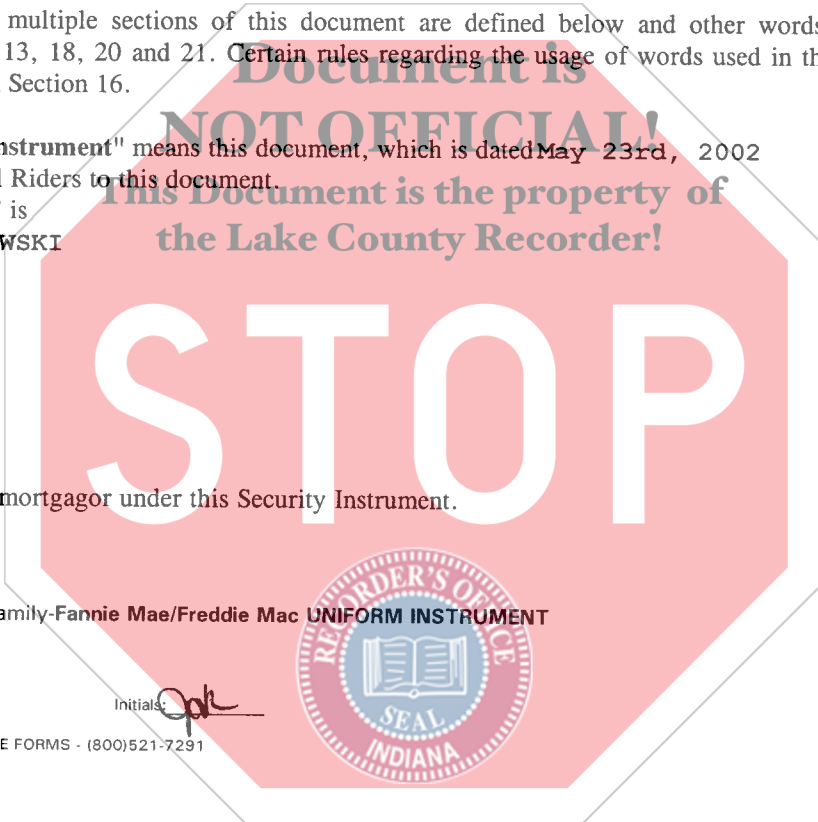 multiple sections of this document are defined below and other words
13, 18, 20 and 21. Certain rules regarding the usage of words used in th
Section 16.
Document is
NOT OFFICIAL!
This Document is the property of
the Lake County Recorder!
nstrument" means this document, which is dated May 23rd, 2002
Riders to this document.
is
WSKI
STOP
mortgagor under this Security Instrument.
amily-Fannie Mae/Freddie Mac UNIFORM INSTRUMENT
RECORDER'S OFFICE
SEAL
INDIANA
Initials:
E FORMS - (800)521-7291